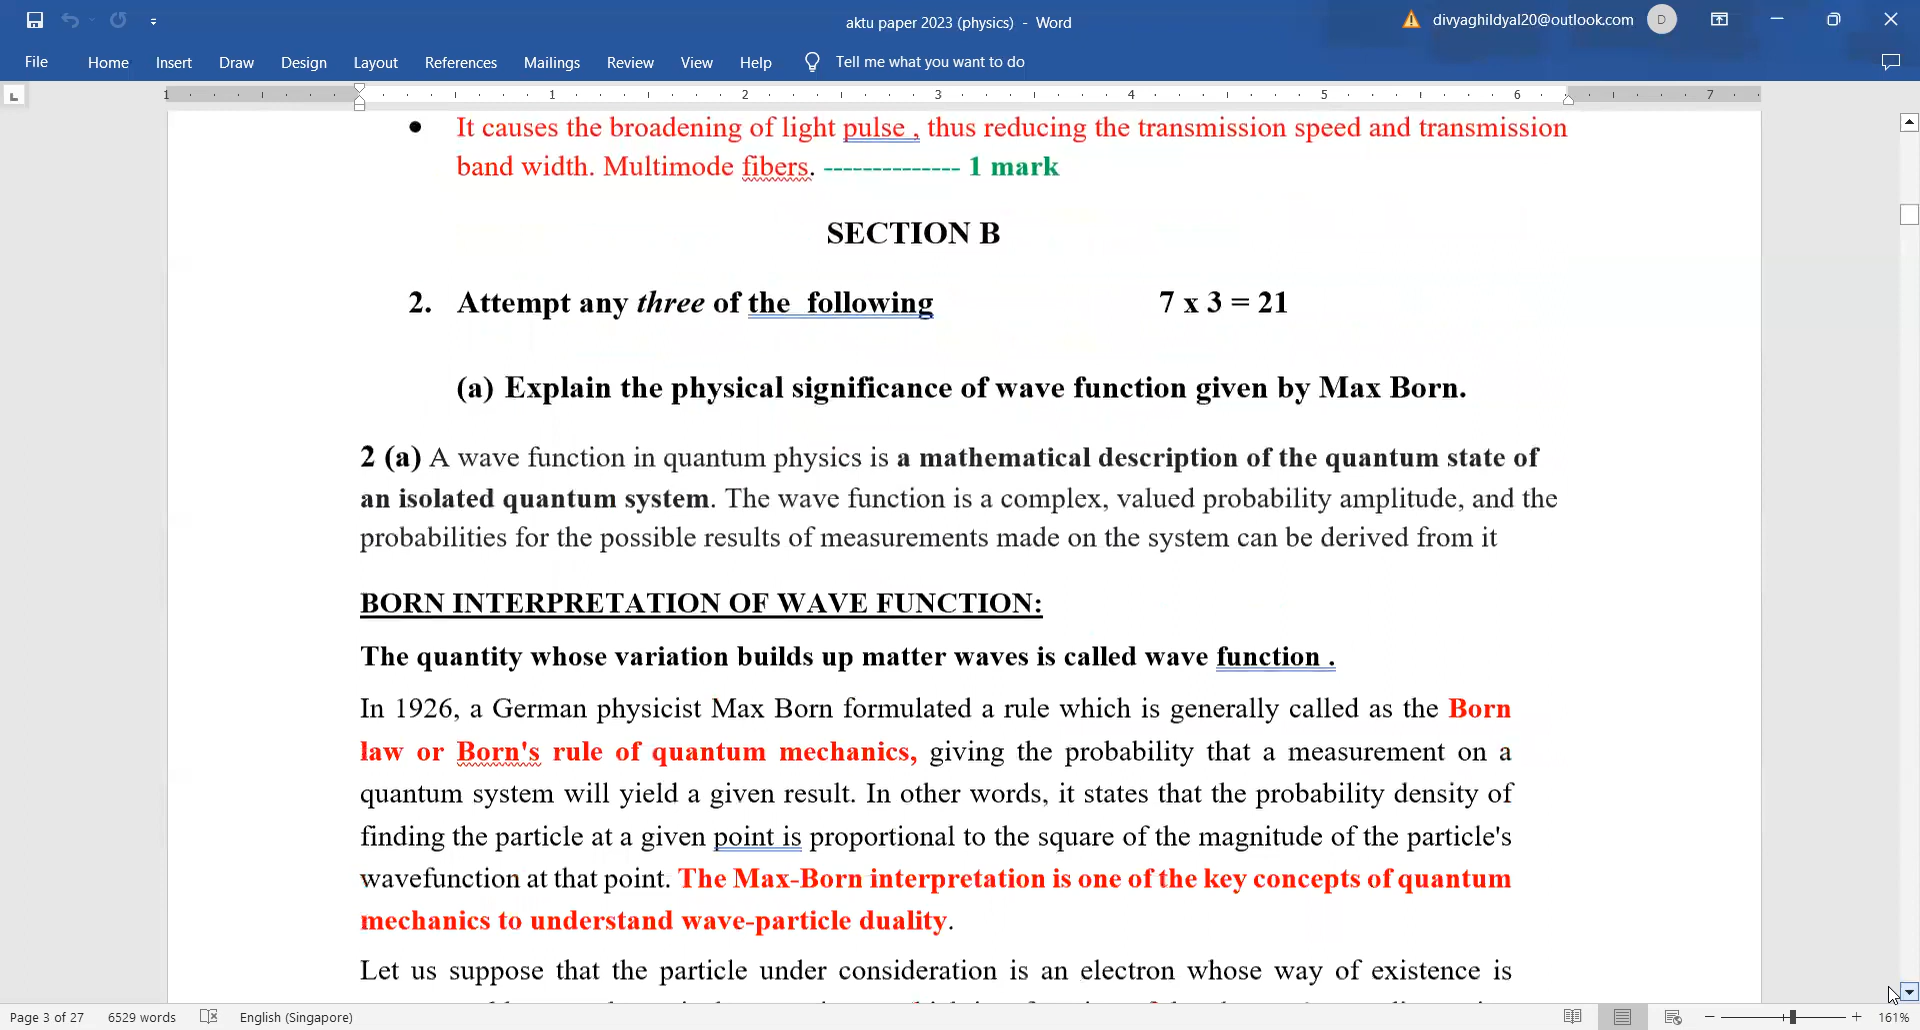 aktu paper 2023 (physics) - Word
divyaghildyal20@outlook.com
D
File Home Insert Draw Design Layout References Mailings Review View Help Tell me what you want to do
1 1 2 3 4 5 6 7
• It causes the broadening of light pulse , thus reducing the transmission speed and transmission
band width. Multimode fibers. -------------- 1 mark
SECTION B
2. Attempt any three of the following 7 x 3 = 21
(a) Explain the physical significance of wave function given by Max Born.
2 (a) A wave function in quantum physics is a mathematical description of the quantum state of
an isolated quantum system. The wave function is a complex, valued probability amplitude, and the
probabilities for the possible results of measurements made on the system can be derived from it
BORN INTERPRETATION OF WAVE FUNCTION:
The quantity whose variation builds up matter waves is called wave function .
In 1926, a German physicist Max Born formulated a rule which is generally called as the Born
law or Born's rule of quantum mechanics, giving the probability that a measurement on a
quantum system will yield a given result. In other words, it states that the probability density of
finding the particle at a given point is proportional to the square of the magnitude of the particle's
wavefunction at that point. The Max-Born interpretation is one of the key concepts of quantum
mechanics to understand wave-particle duality.
Let us suppose that the particle under consideration is an electron whose way of existence is
Page 3 of 27 6529 words English (Singapore) 161%